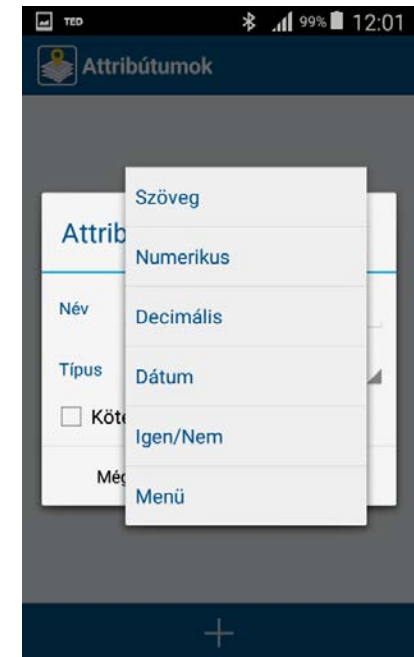 TED 99% 12:01
Attribútumok
Szöveg
Attrib
Numerikus
Név
Decimális
Típus
Dátum
Köte
Igen/Nem
Még
Menü